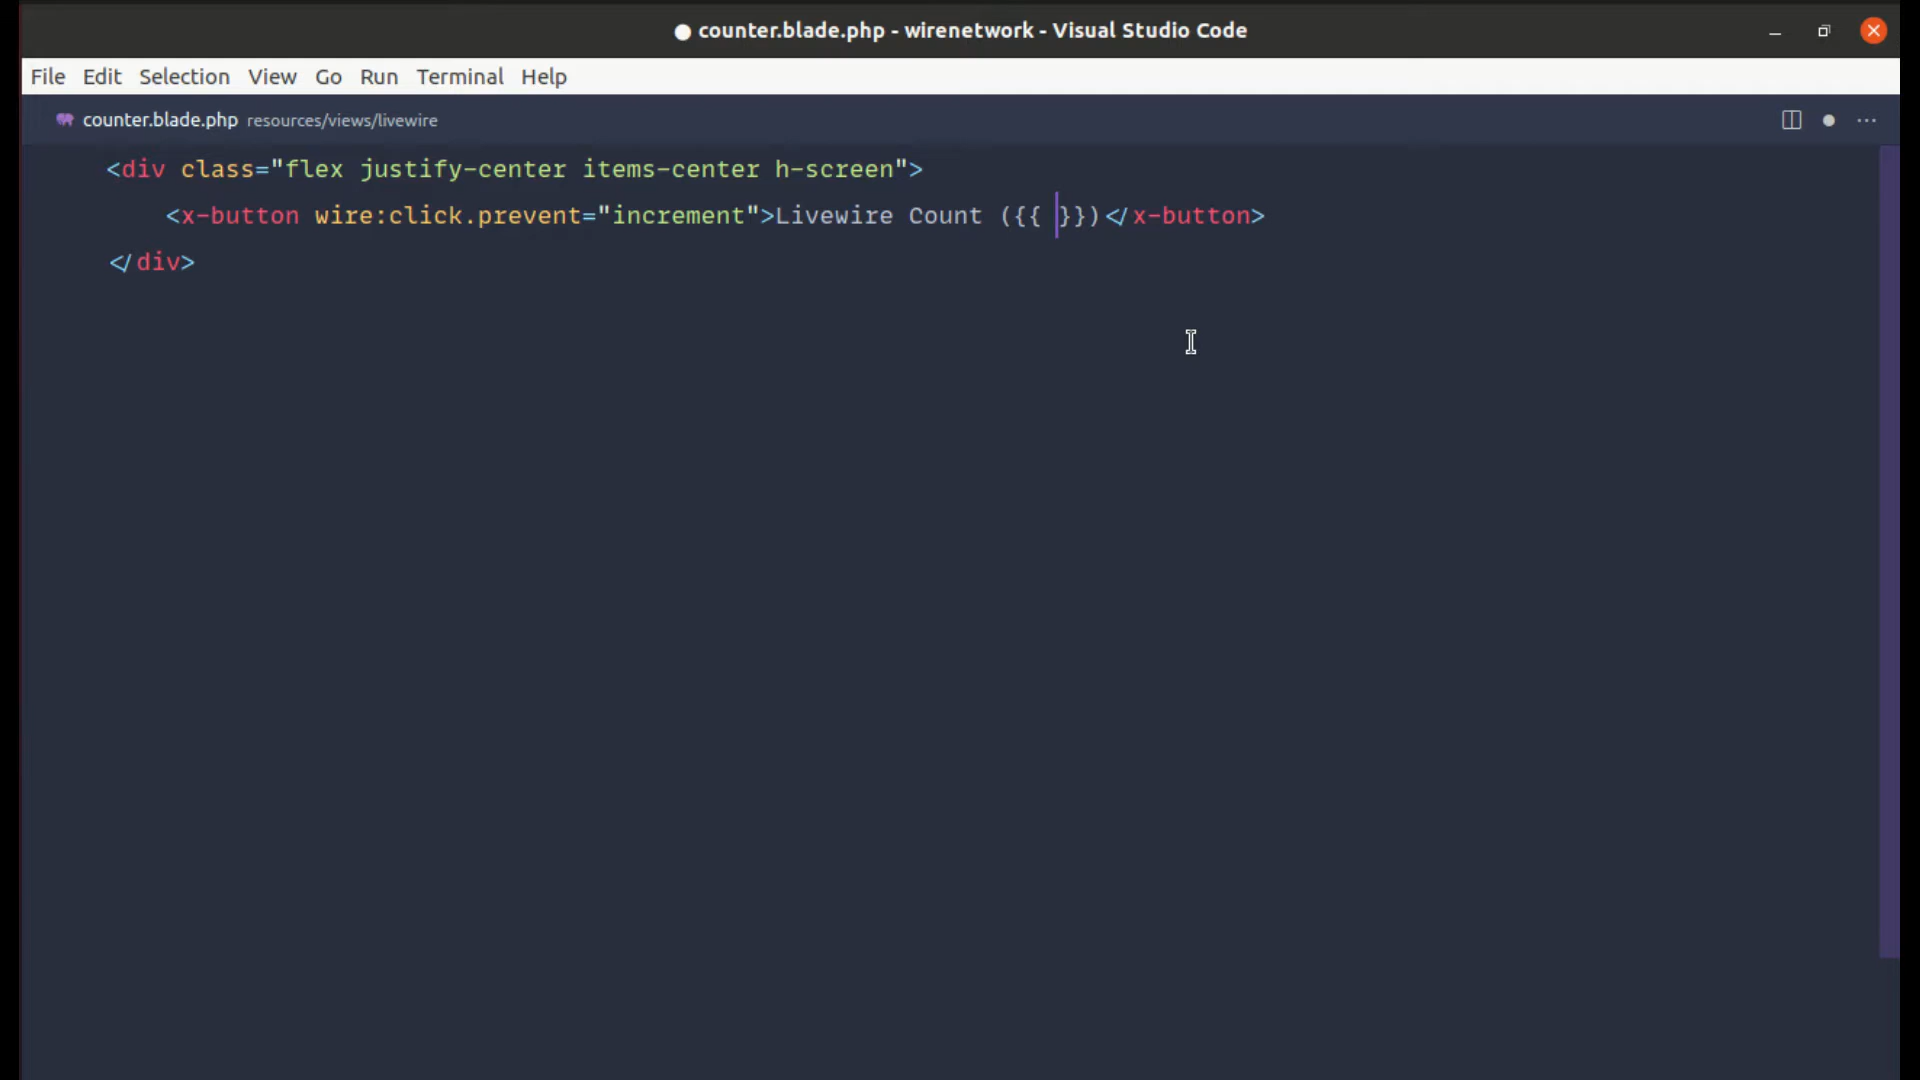 ● counter.blade.php - wirenetwork - Visual Studio Code
File Edit Selection View Go Run Terminal Help
counter.blade.php resources/views/livewire
<div class="flex justify-center items-center h-screen">
<x-button wire:click.prevent="increment">Livewire Count ({{ }})</x-button>
</div>